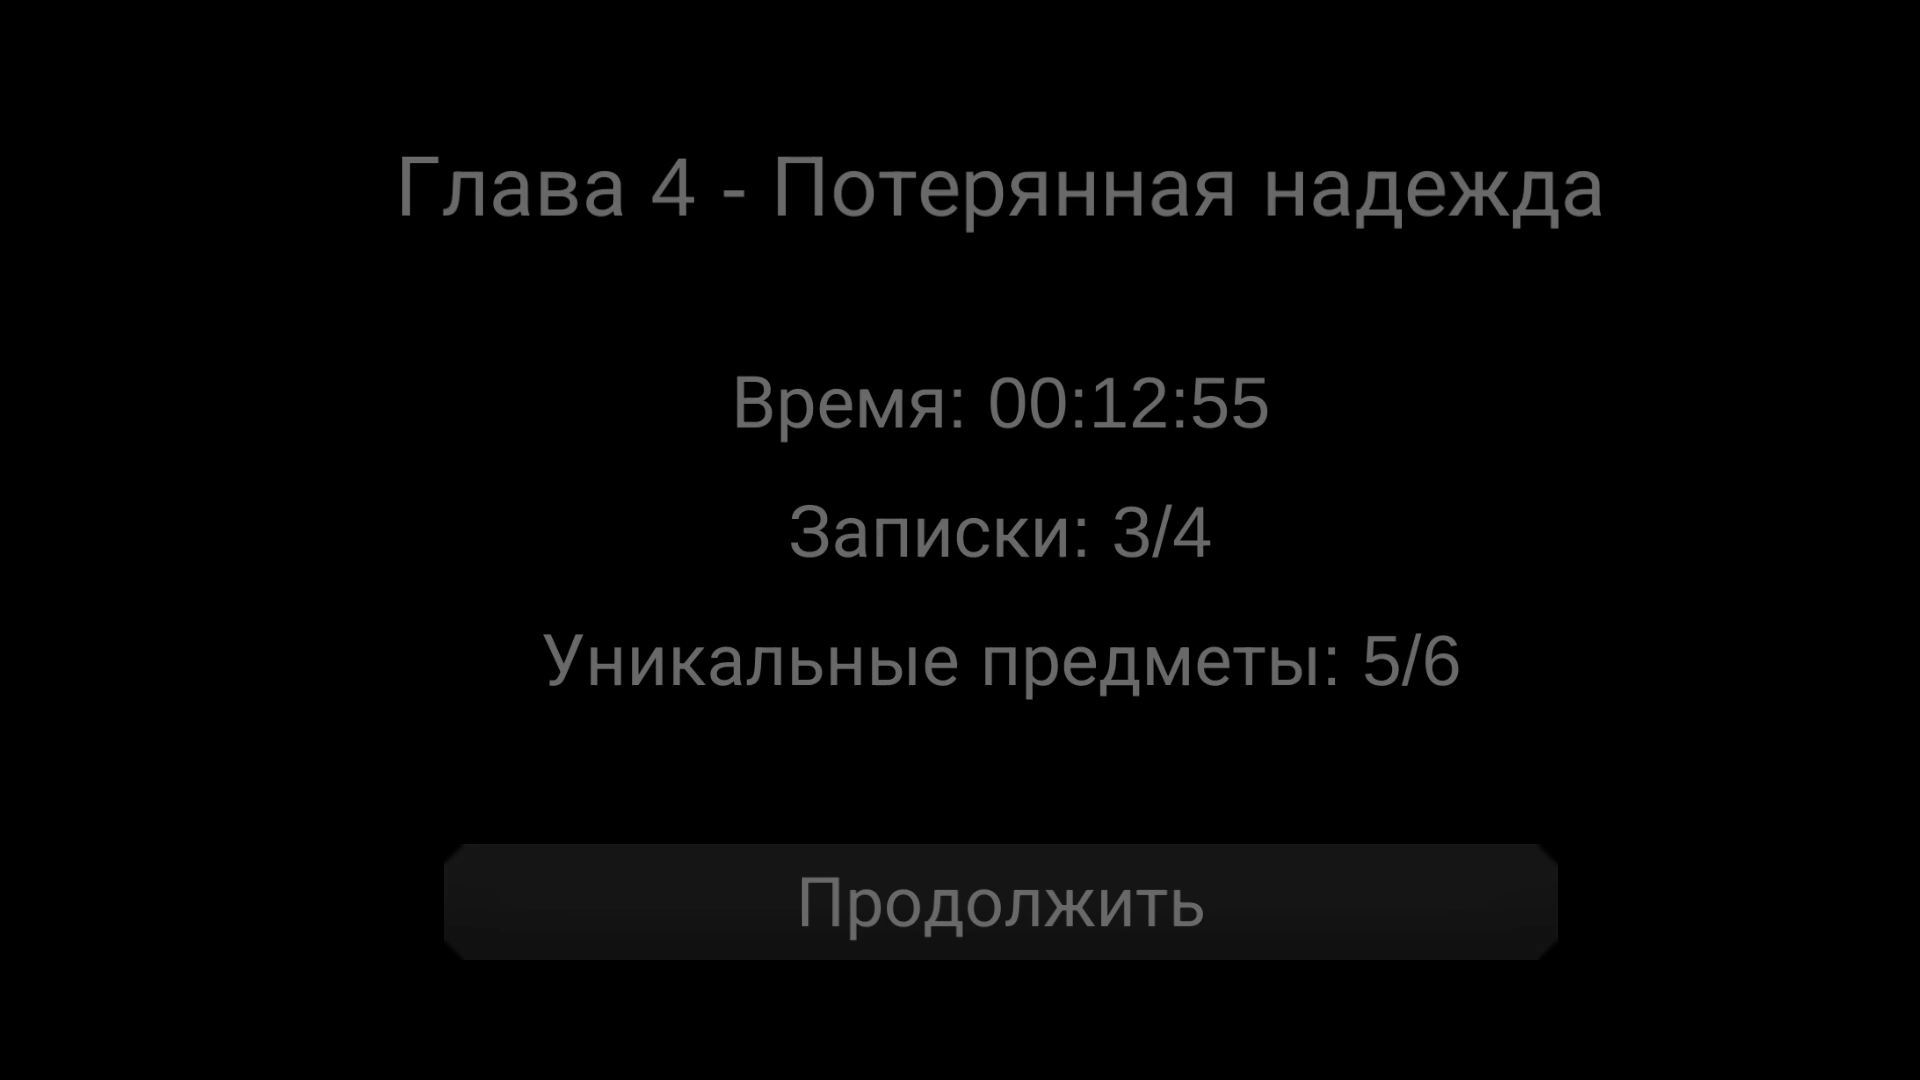 Глава 4 - Потерянная надежда
Время: 00:12:55
Записки: 3/4
Уникальные предметы: 5/6
Продолжить